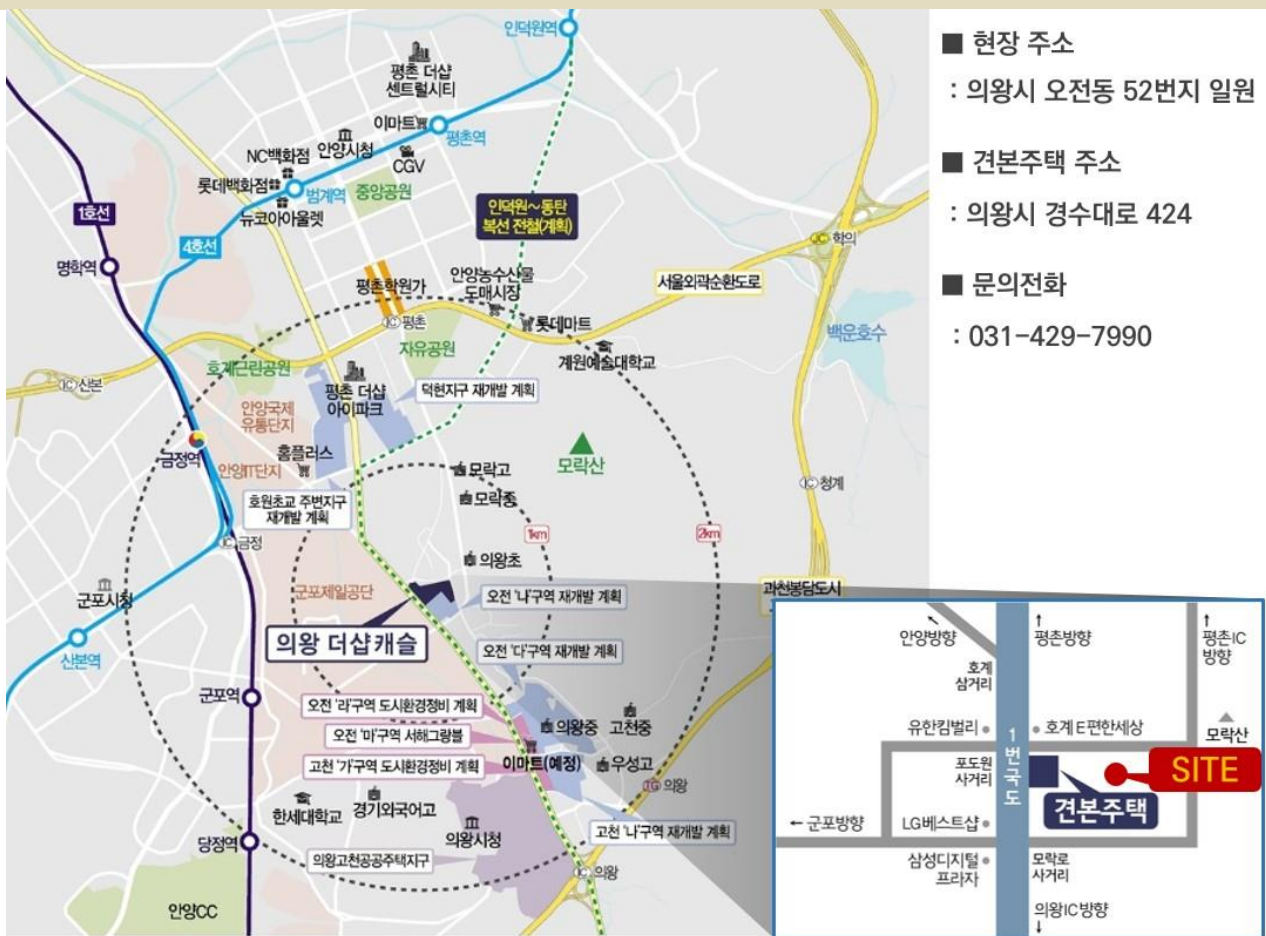 ■ 현장 주소
: 의왕시 오전동 52번지 일원
■ 견본주택 주소
: 의왕시 경수대로 424
■ 문의전화
: 031-429-7990
인덕원역
평촌 더샵
센트럴시티
이마트
평촌역
NC백화점
안양시청
CGV
롯데백화점
범계역
중앙공원
뉴코아아울렛
1호선
4호선
인덕원~동탄
복선 전철(계획)
JC 학의
명학역
평촌학원가
안양농수산물
도매시장
서울외곽순환도로
IC 평촌
롯데마트
백운호수
자유공원
계원예술대학교
호계근린공원
IC 산본
평촌 더샵
아이파크
덕현지구 재개발 계획
안양국제
유통단지
모락산
금정역
안양IT단지
홈플러스
모락고
IC 청계
호원초교 주변지구
재개발 계획
모락중
1km
2km
IC 금정
의왕초
군포시청
군포제일공단
오전 '나'구역 재개발 계획
과천봉담도시
의왕 더샵캐슬
산본역
오전 '다'구역 재개발 계획
군포역
오전 '라'구역 도시환경정비 계획
오전 '마'구역 서해그랑블
의왕중
고천중
고천 '가'구역 도시환경정비 계획
이마트(예정)
우성고
TG 의왕
한세대학교
경기외국어고
의왕시청
고천 '나'구역 재개발 계획
당정역
의왕고천공공주택지구
IC 의왕
안양CC
↖
안양방향
↑
평촌방향
↑
평촌IC
방향
호계
삼거리
유한킴벌리
1번국도
호계 E편한세상
모락산
포도원
사거리
SITE
견본주택
← 군포방향
LG베스트샵
삼성디지털
프라자
모락로
사거리
의왕IC방향
↓